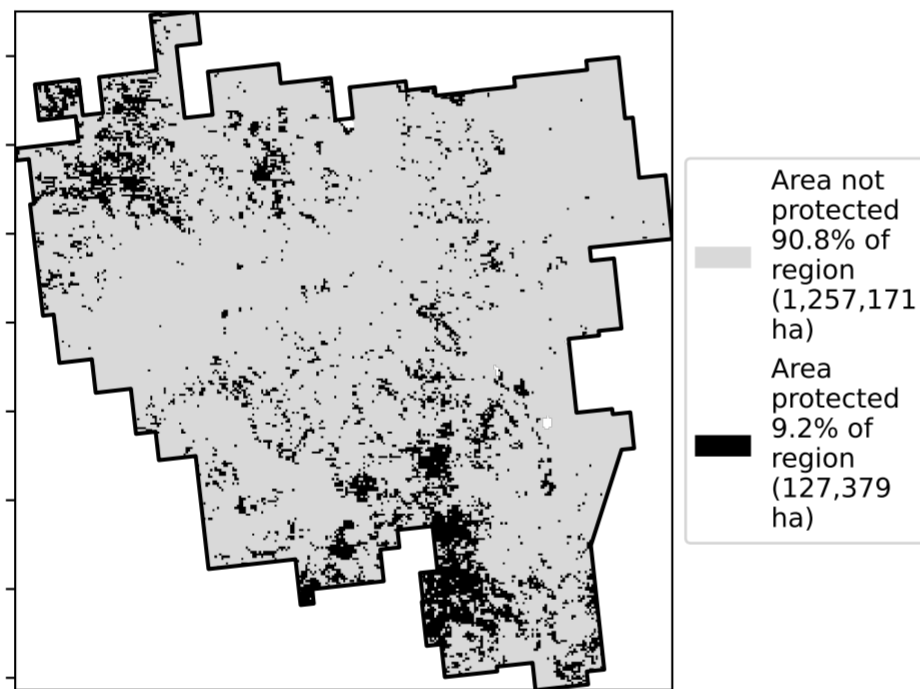 Area not
protected
90.8% of
region
(1,257,171
ha)
Area
protected
9.2% of
region
(127,379
ha)